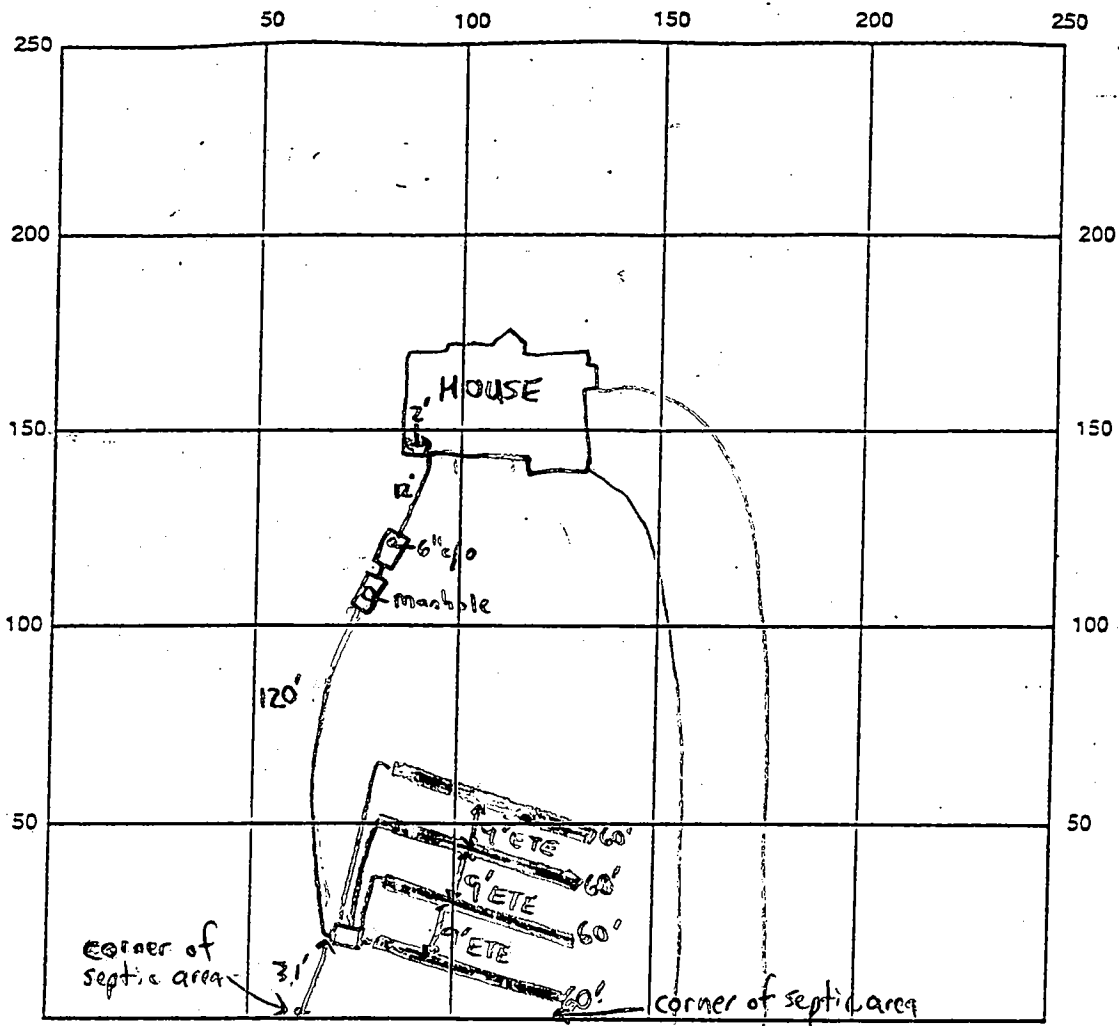 50 100 150 200 250
250 250
200 200
HOUSE
2'
150 150
12'
6" c/o
manhole
100 100
120'
50 50
60'
9' ETE
60'
9' ETE
60'
9' ETE
corner of
septic area
31'
60'
corner of septic area